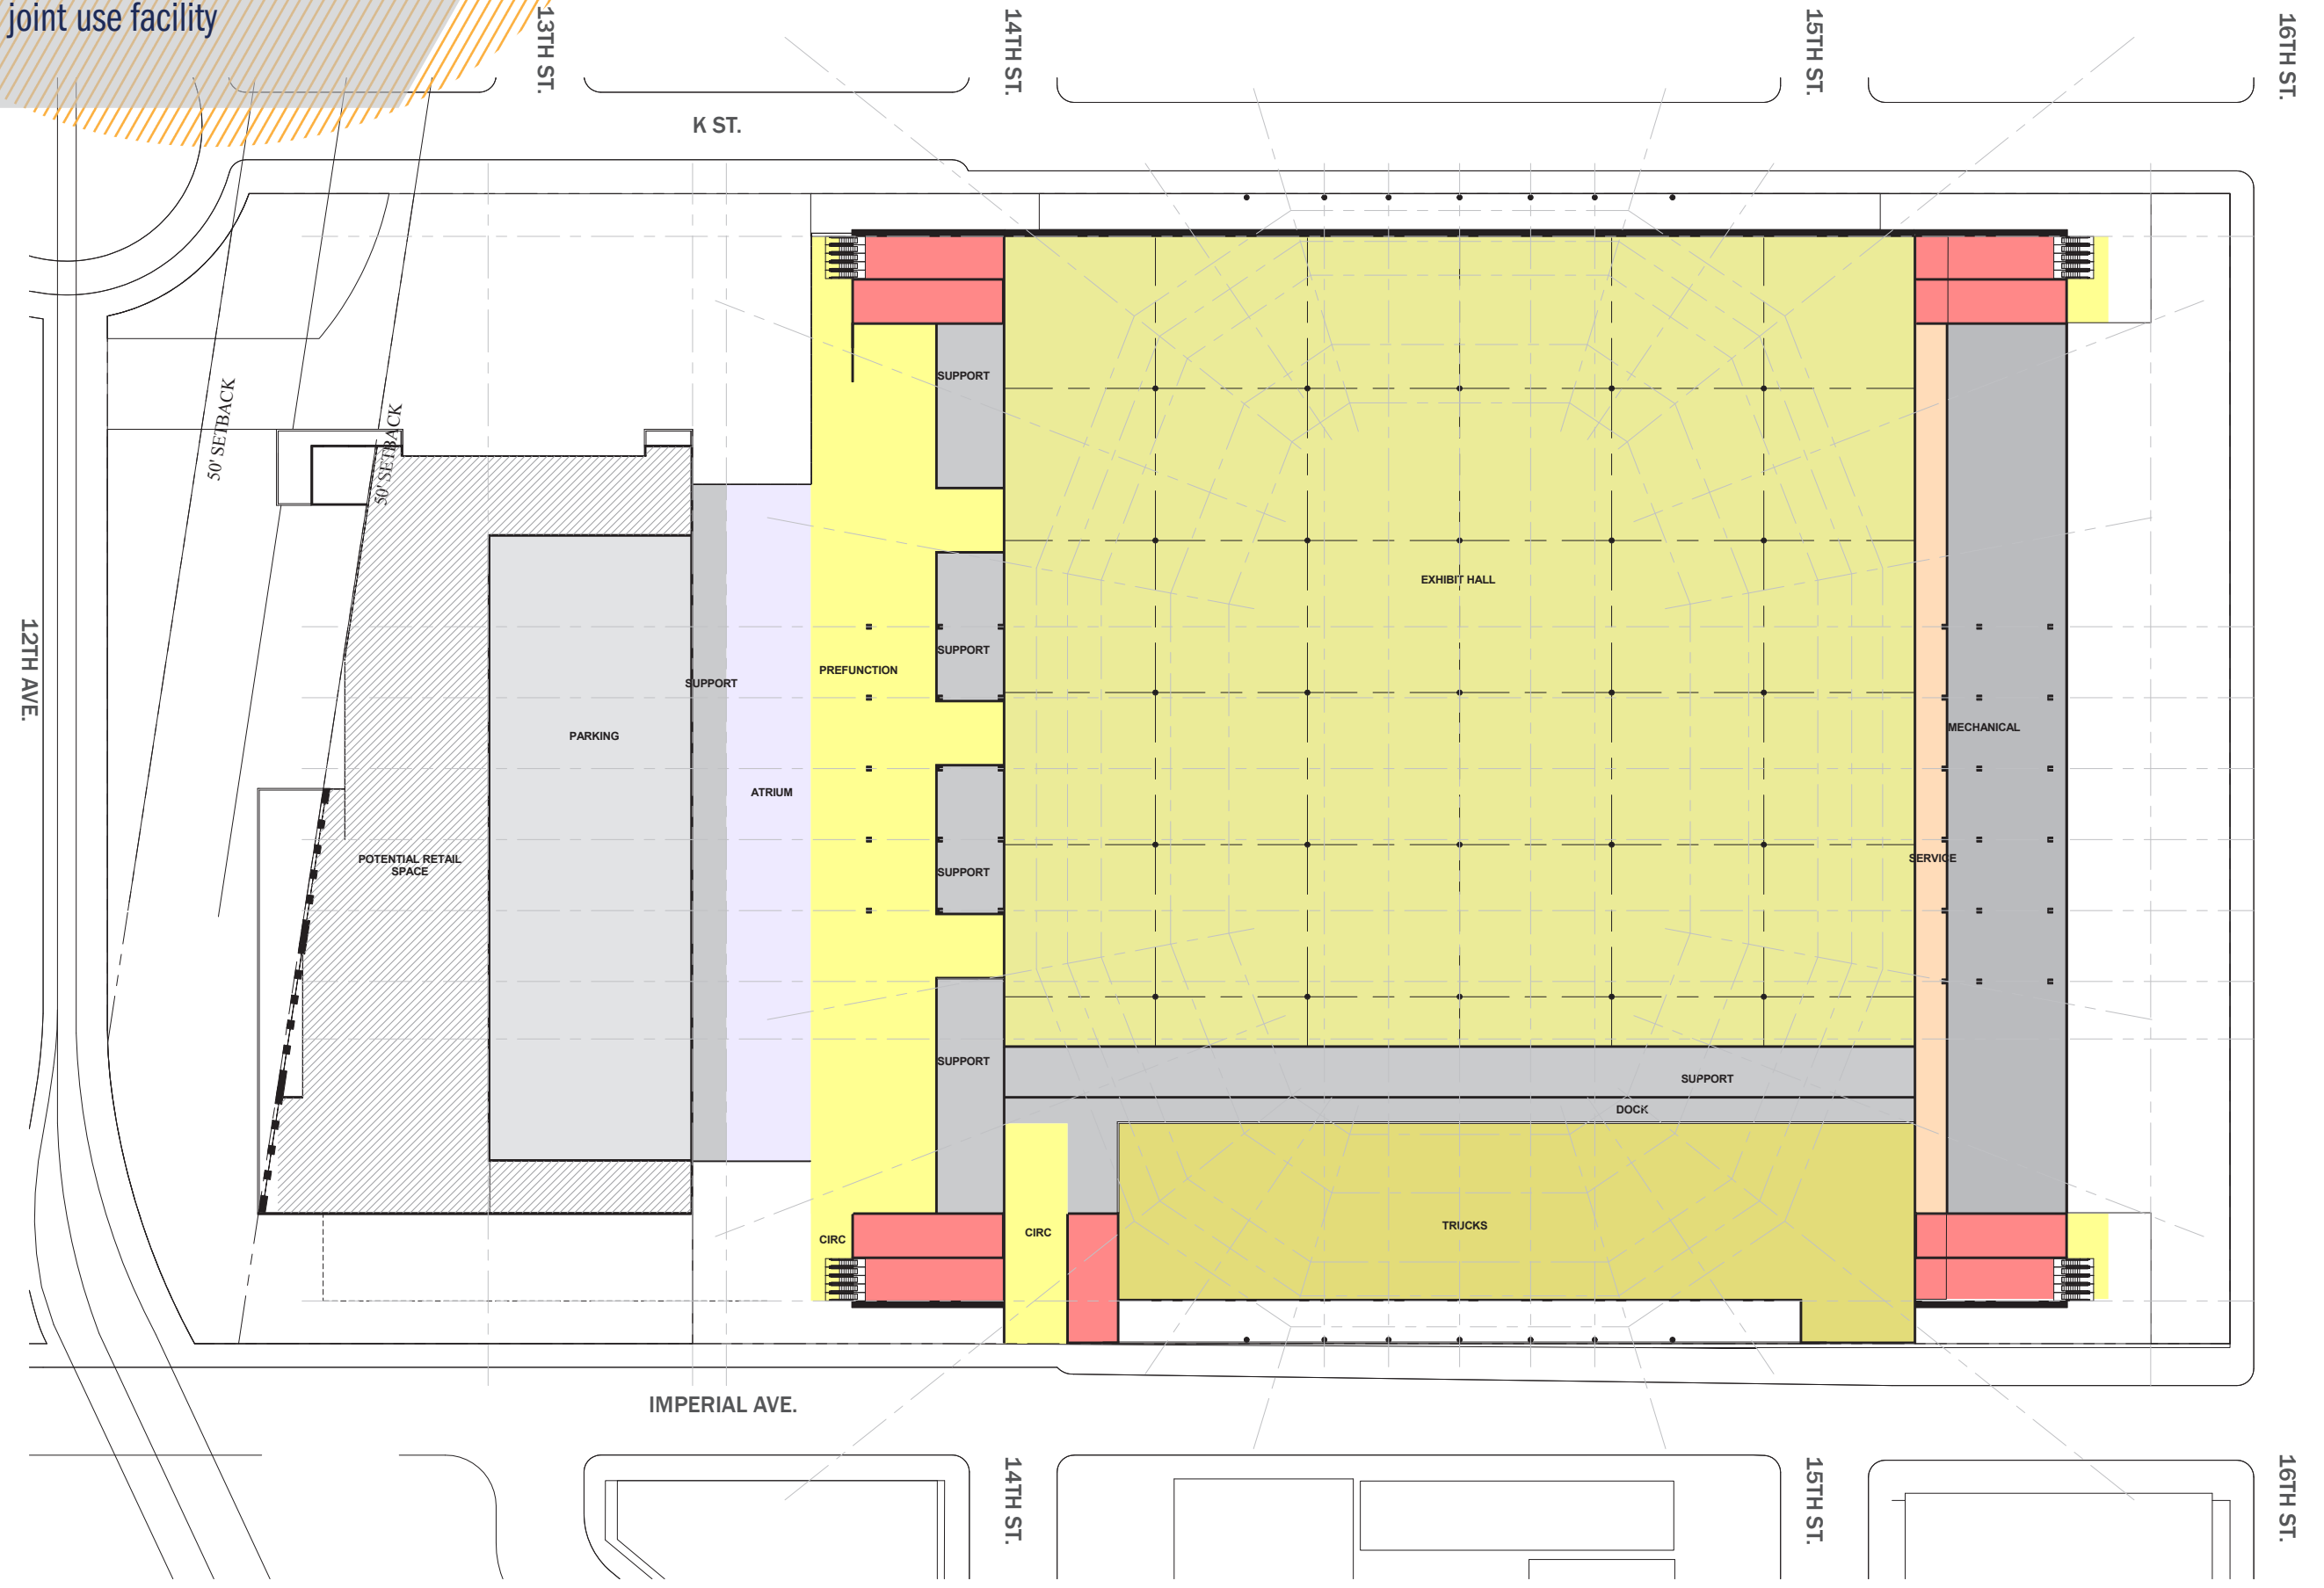 joint use facility
13TH ST.
14TH ST.
15TH ST.
16TH ST.
K ST.
50' SETBACK
50' SETBACK
12TH AVE.
SUPPORT
EXHIBIT HALL
SUPPORT
PREFUNCTION
SUPPORT
MECHANICAL
PARKING
ATRIUM
SERVICE
POTENTIAL RETAIL
SPACE
SUPPORT
SUPPORT
SUPPORT
DOCK
TRUCKS
CIRC
CIRC
IMPERIAL AVE.
14TH ST.
15TH ST.
16TH ST.